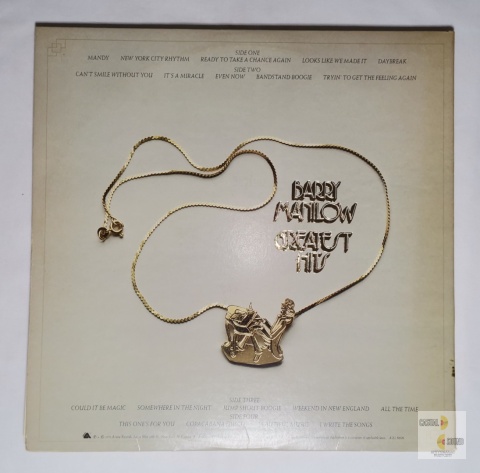 SIDE ONE
MANDY NEW YORK CITY RHYTHM READY TO TAKE A CHANCE AGAIN LOOKS LIKE WE MADE IT DAYBREAK
SIDE TWO
CAN'T SMILE WITHOUT YOU IT'S A MIRACLE EVEN NOW BANDSTAND BOOGIE TRYIN' TO GET THE FEELING AGAIN
BARRY
MANILOW
GREATEST
HITS
SIDE THREE
COULD IT BE MAGIC SOMEWHERE IN THE NIGHT JUMP SHOUT BOOGIE WEEKEND IN NEW ENGLAND ALL THE TIME
SIDE FOUR
THIS ONE'S FOR YOU I WRITE THE SONGS